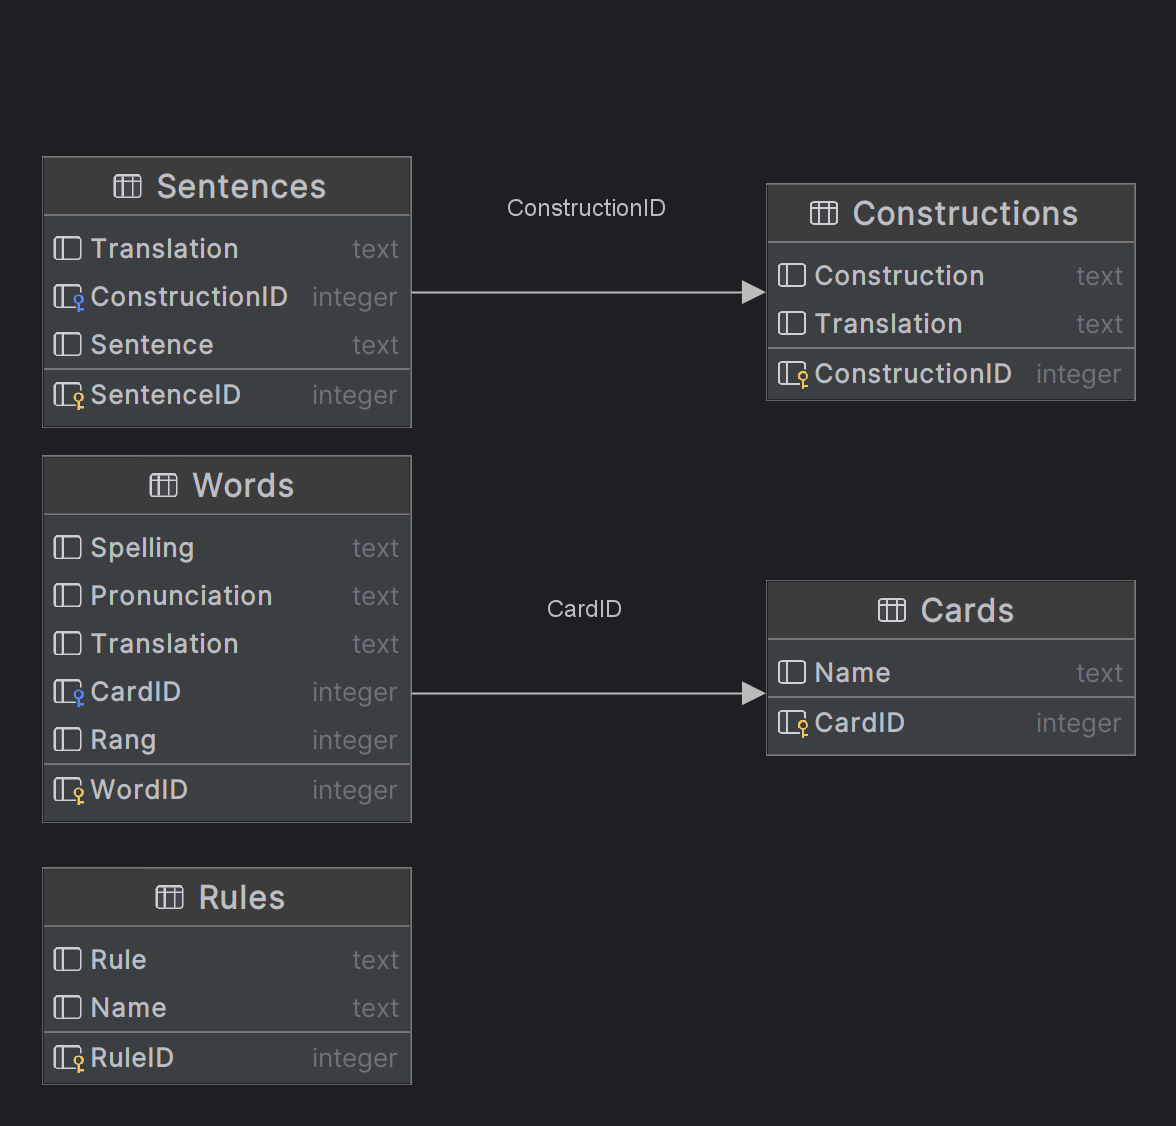 Sentences
Translation text
ConstructionID integer
Sentence text
SentenceID integer
ConstructionID
Constructions
Construction text
Translation text
ConstructionID integer
Words
Spelling text
Pronunciation text
Translation text
CardID integer
Rang integer
WordID integer
CardID
Cards
Name text
CardID integer
Rules
Rule text
Name text
RuleID integer